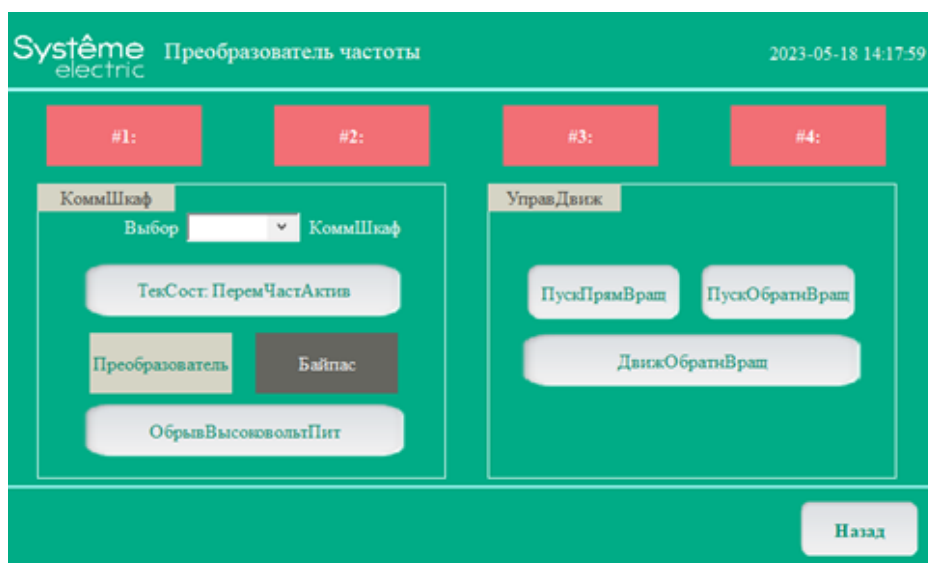 Système
electric
Преобразователь частоты
2023-05-18 14:17:59
#1:
#2:
#3:
#4:
КоммШкаф
Выбор
КоммШкаф
ТекСост: ПеремЧастАктив
Преобразователь
Байпас
ОбрывВысоковольтПит
УправДвиж
ПускПрямВращ
ПускОбратнВращ
ДвижОбратнВращ
Назад